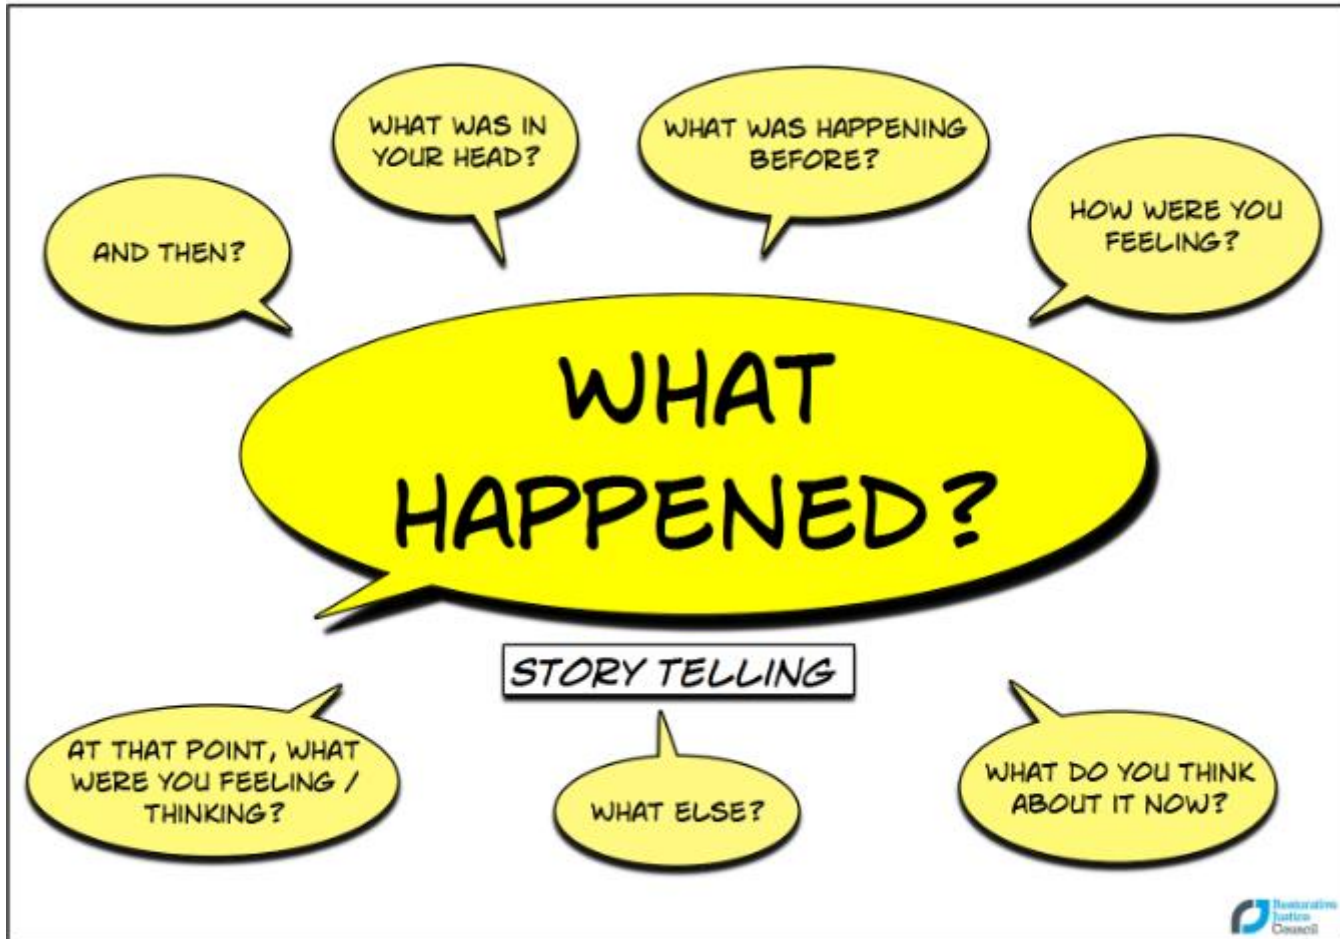 WHAT WAS IN
YOUR HEAD?
WHAT WAS HAPPENING
BEFORE?
HOW WERE YOU
FEELING?
AND THEN?
WHAT
HAPPENED?
STORY TELLING
AT THAT POINT, WHAT
WERE YOU FEELING /
THINKING?
WHAT ELSE?
WHAT DO YOU THINK
ABOUT IT NOW?
Restorative
Justice
Council